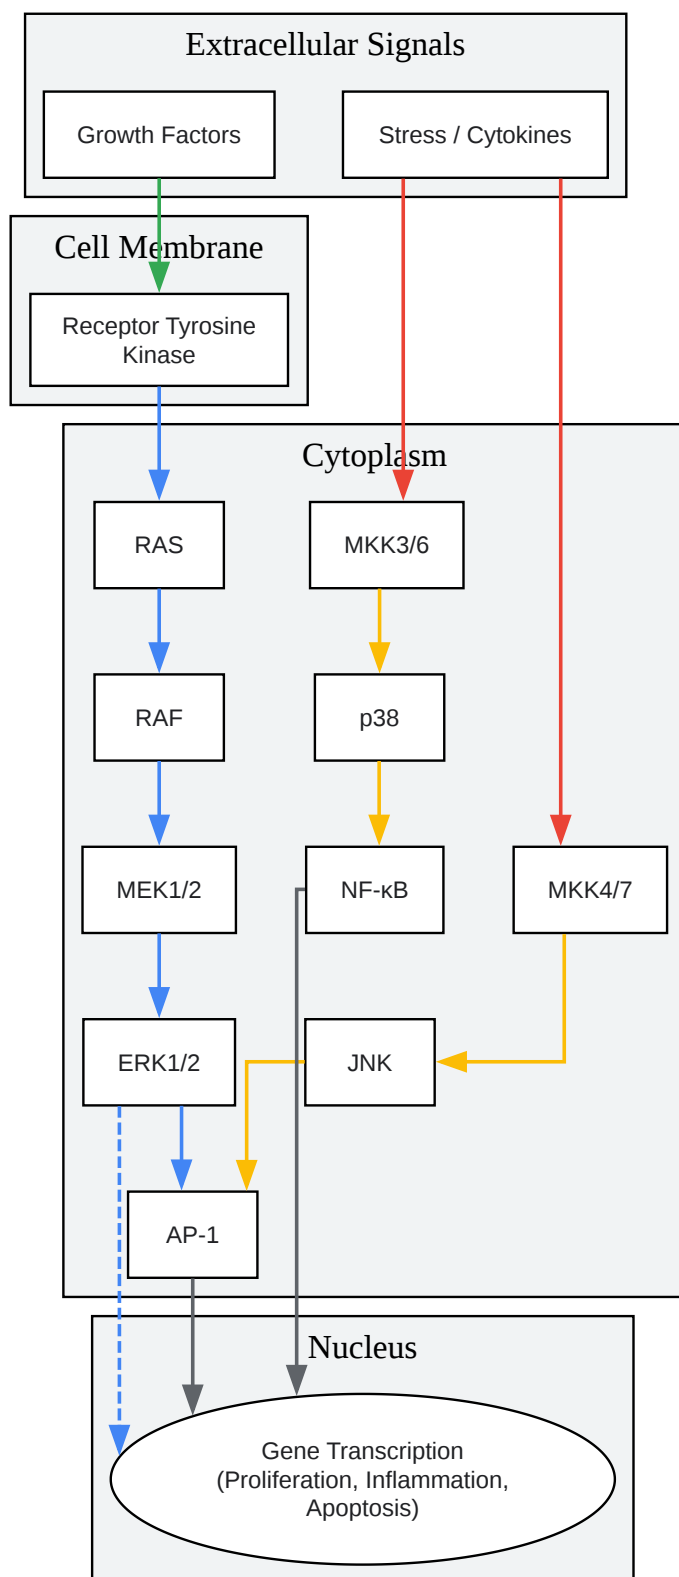 Extracellular Signals
Growth Factors
Stress / Cytokines
Cell Membrane
Receptor Tyrosine
Kinase
Cytoplasm
RAS
MKK3/6
RAF
p38
MEK1/2
NF-κB
MKK4/7
ERK1/2
JNK
AP-1
Nucleus
Gene Transcription
(Proliferation, Inflammation,
Apoptosis)